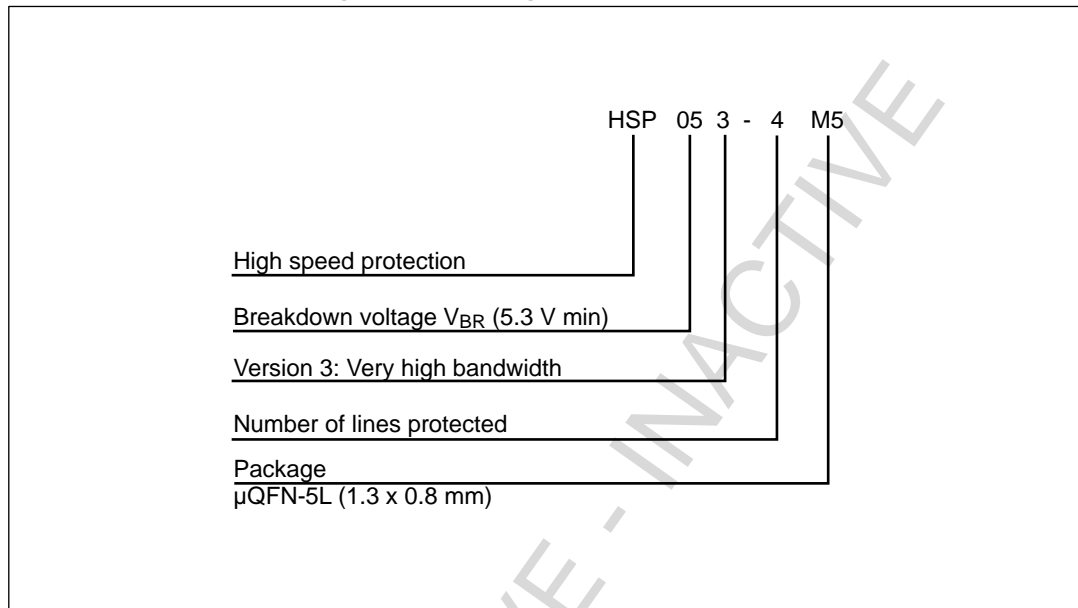 HSP 05 3 - 4 M5
High speed protection
Breakdown voltage VBR (5.3 V min)
Version 3: Very high bandwidth
Number of lines protected
Package
µQFN-5L (1.3 x 0.8 mm)
VE - INACTIVE